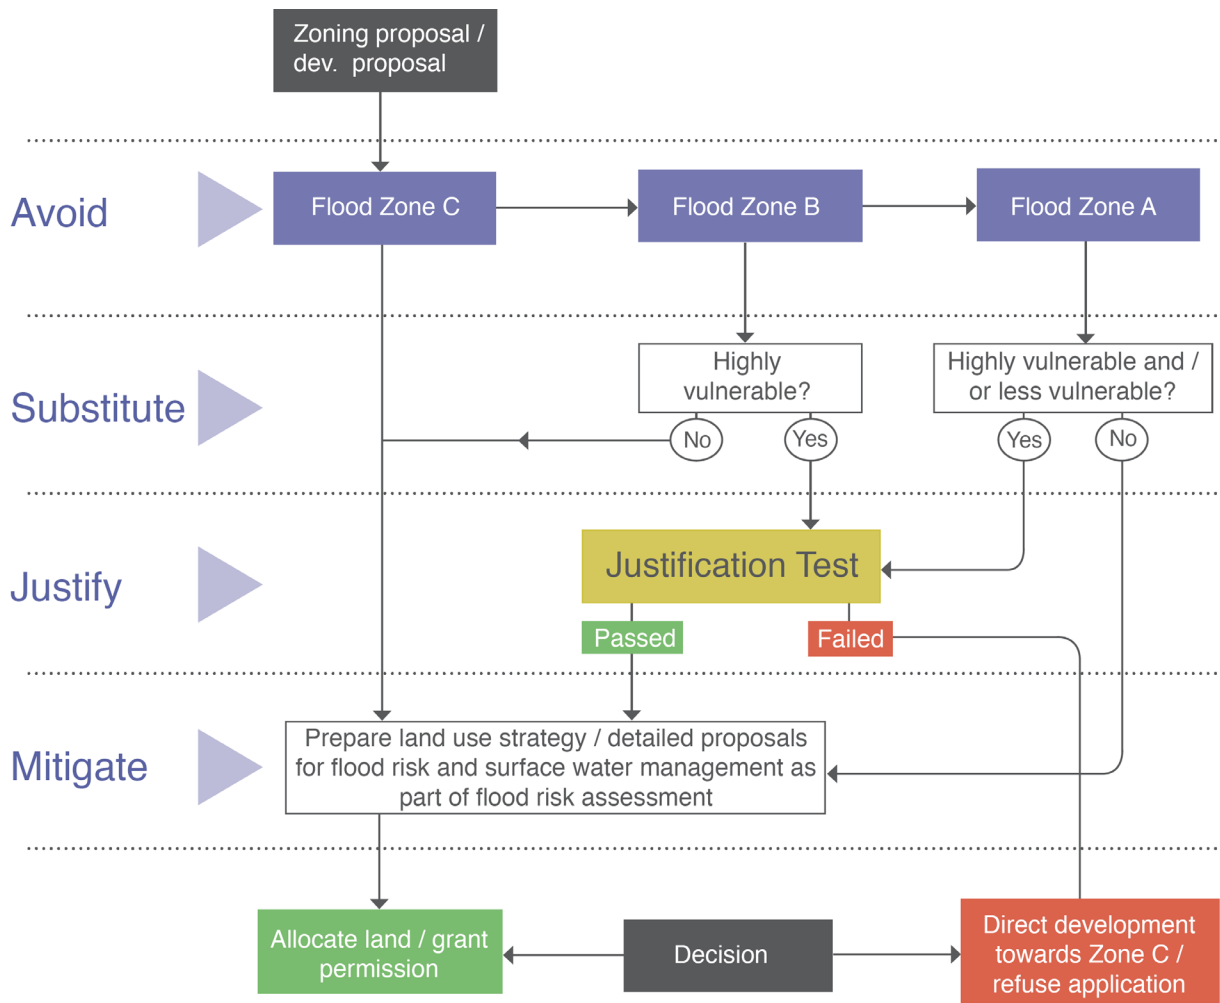 Zoning proposal /
dev. proposal
Avoid
Flood Zone C
Flood Zone B
Flood Zone A
Substitute
Highly
vulnerable?
No
Yes
Highly vulnerable and /
or less vulnerable?
Yes
No
Justify
Justification Test
Passed
Failed
Mitigate
Prepare land use strategy / detailed proposals
for flood risk and surface water management as
part of flood risk assessment
Allocate land / grant
permission
Decision
Direct development
towards Zone C /
refuse application